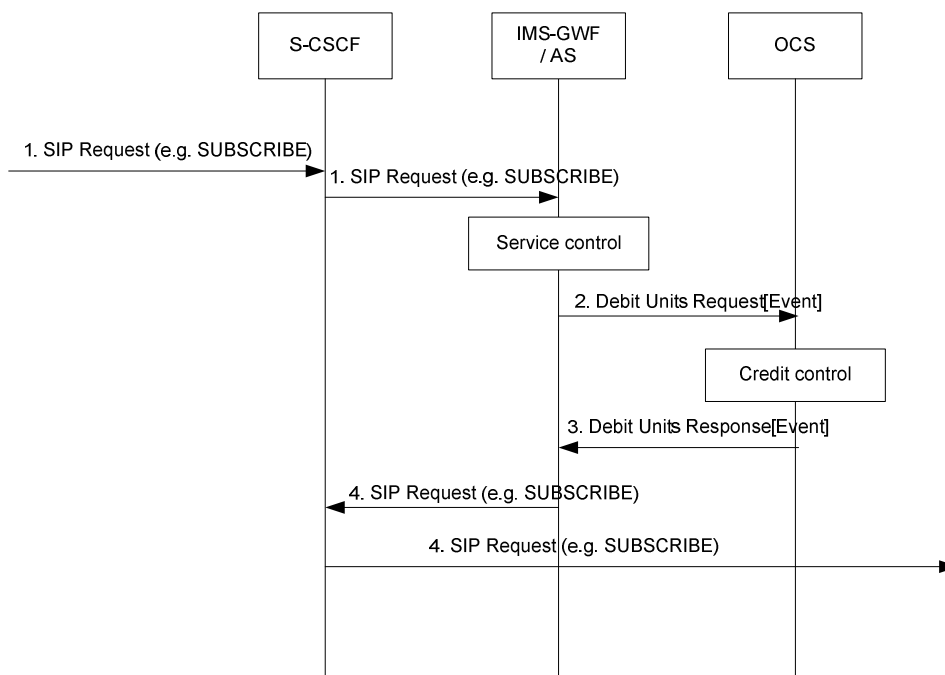 S-CSCF
IMS-GWF
/ AS
OCS
1. SIP Request (e.g. SUBSCRIBE)
1. SIP Request (e.g. SUBSCRIBE)
Service control
2. Debit Units Request[Event]
Credit control
3. Debit Units Response[Event]
4. SIP Request (e.g. SUBSCRIBE)
4. SIP Request (e.g. SUBSCRIBE)